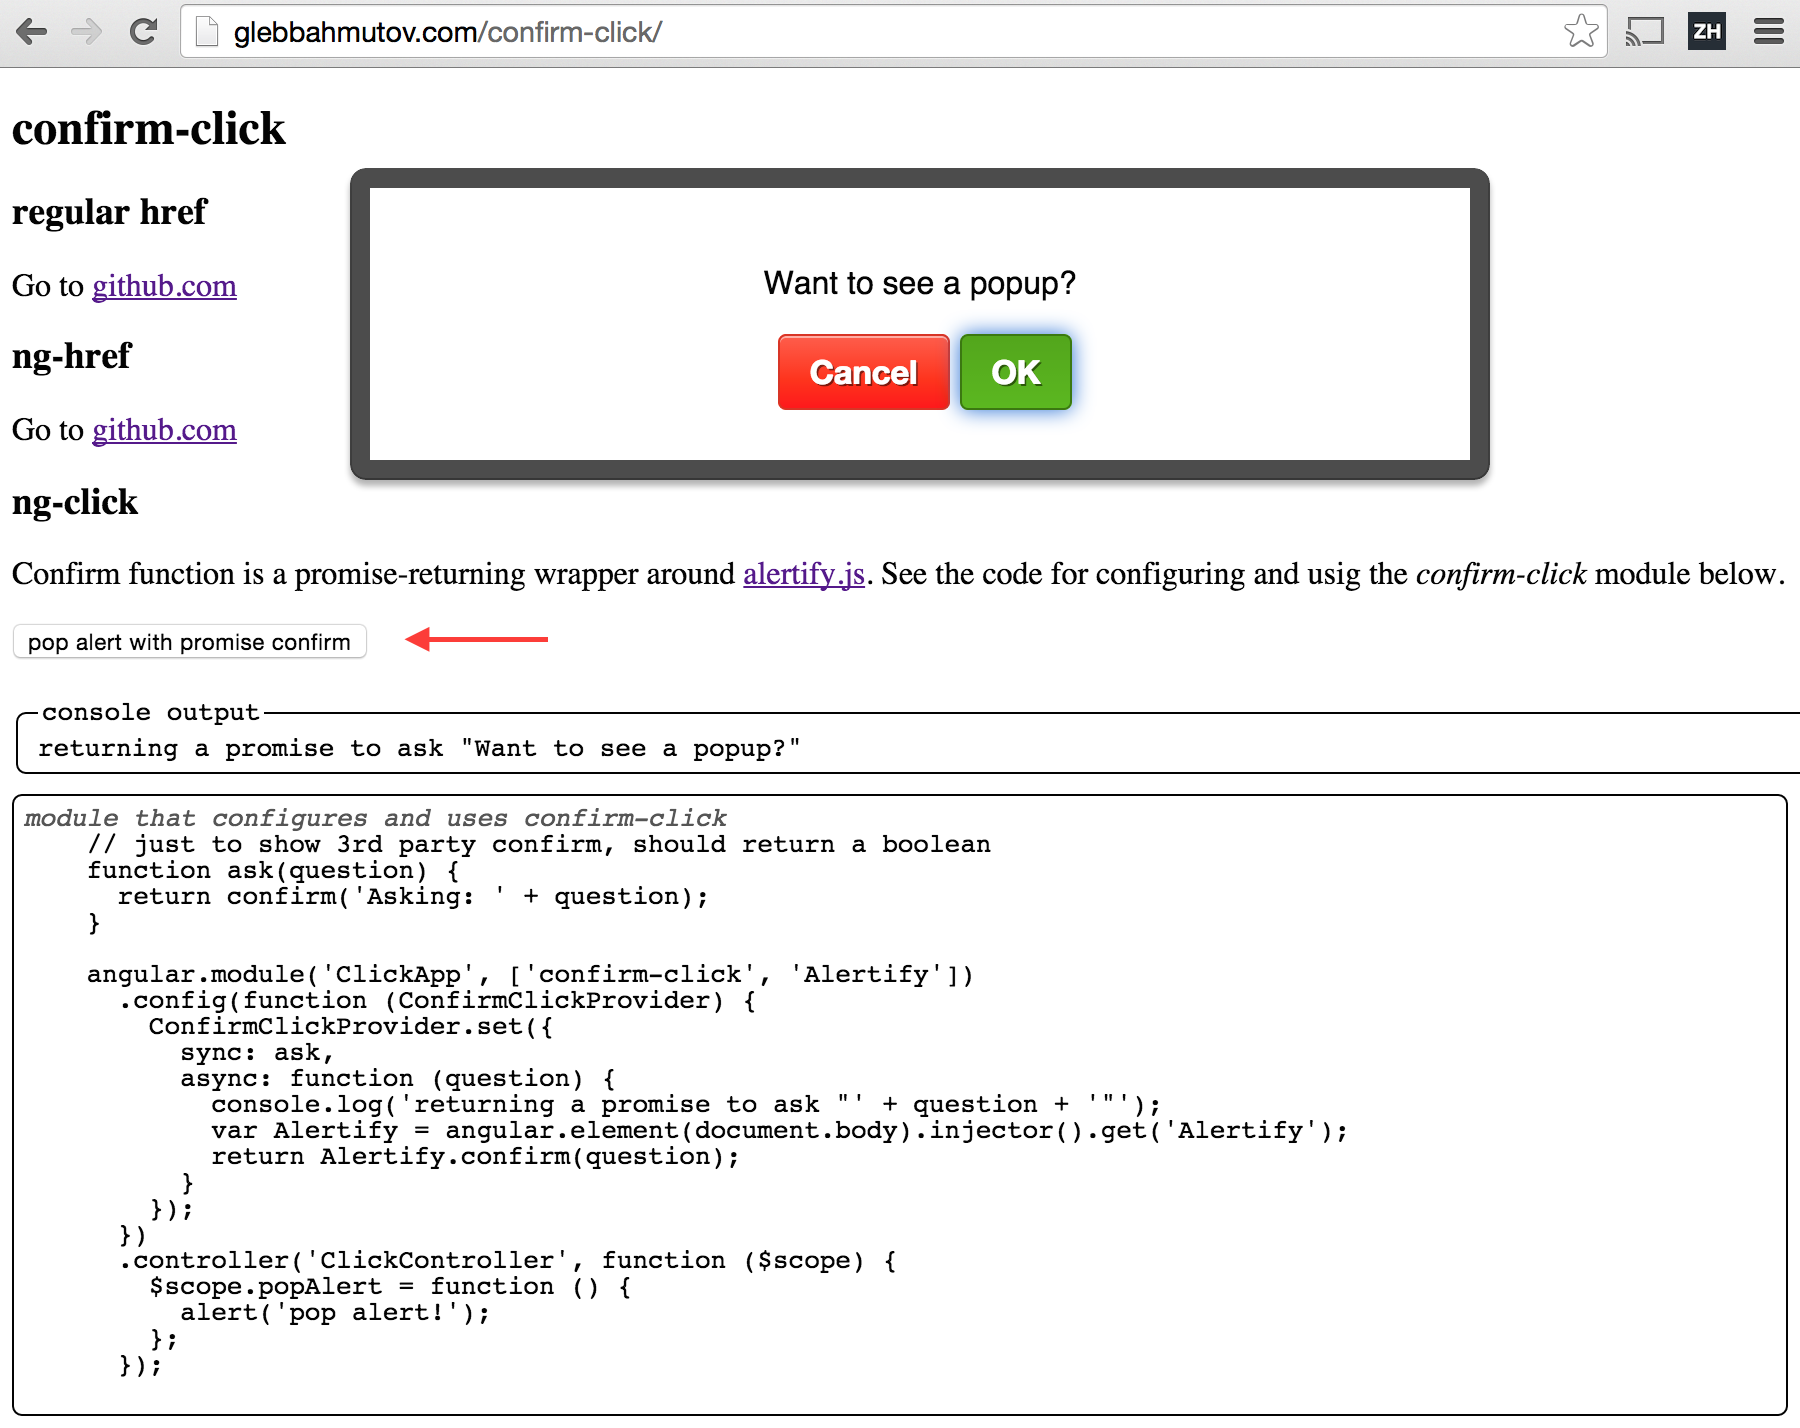 glebbahmutov.com/confirm-click/
ZH
confirm-click
regular href
Go to github.com
ng-href
Go to github.com
Want to see a popup?
Cancel OK
ng-click
Confirm function is a promise-returning wrapper around alertify.js. See the code for configuring and usig the confirm-click module below.
pop alert with promise confirm
console output
returning a promise to ask "Want to see a popup?"
module that configures and uses confirm-click
// just to show 3rd party confirm, should return a boolean
function ask(question) {
return confirm('Asking: ' + question);
}
angular.module('ClickApp', ['confirm-click', 'Alertify'])
.config(function (ConfirmClickProvider) {
ConfirmClickProvider.set({
sync: ask,
async: function (question) {
console.log('returning a promise to ask "' + question + '"');
var Alertify = angular.element(document.body).injector().get('Alertify');
return Alertify.confirm(question);
}
});
})
.controller('ClickController', function ($scope) {
$scope.popAlert = function () {
alert('pop alert!');
};
});